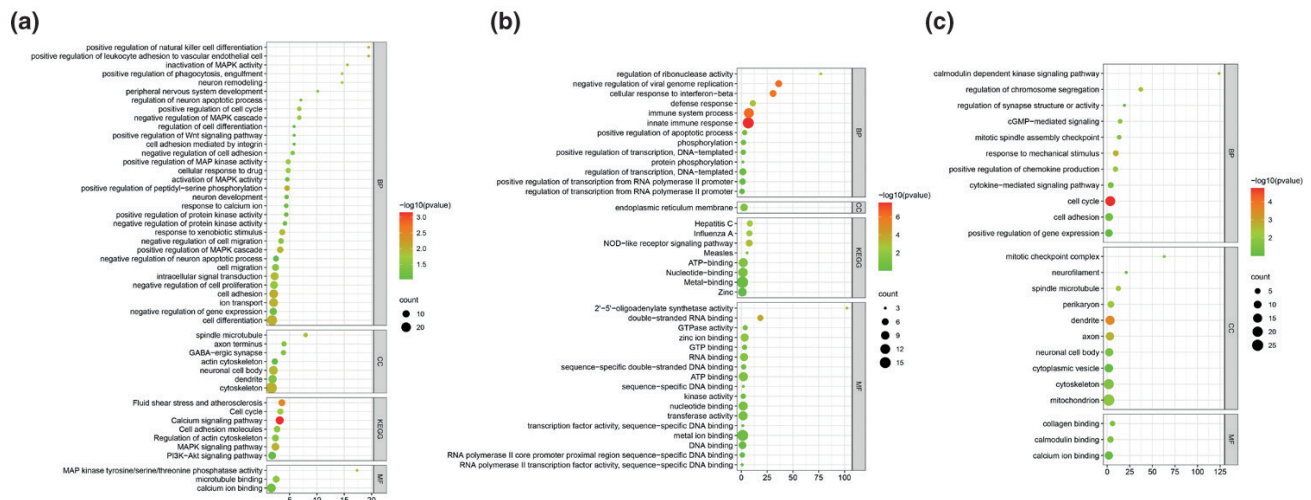 (a)
positive regulation of natural killer cell differentiation
positive regulation of leukocyte adhesion to vascular endothelial cell
inactivation of MAPK activity
positive regulation of phagocytosis, engulfment
neuron remodeling
peripheral nervous system development
regulation of neuron apoptotic process
positive regulation of cell cycle
negative regulation of MAPK cascade
regulation of cell differentiation
positive regulation of Wnt signaling pathway
cell adhesion mediated by integrin
negative regulation of cell adhesion
positive regulation of MAP kinase activity
cellular response to drug
activation of MAPK activity
positive regulation of peptidyl−serine phosphorylation
neuron development
response to calcium ion
positive regulation of protein kinase activity
negative regulation of protein kinase activity
response to xenobiotic stimulus
negative regulation of cell migration
positive regulation of MAPK cascade
negative regulation of neuron apoptotic process
cell migration
intracellular signal transduction
negative regulation of cell proliferation
cell adhesion
ion transport
negative regulation of gene expression
cell differentiation
BP
spindle microtubule
axon terminus
GABA−ergic synapse
actin cytoskeleton
neuronal cell body
dendrite
cytoskeleton
CC
Fluid shear stress and atherosclerosis
Cell cycle
Calcium signaling pathway
Cell adhesion molecules
Regulation of actin cytoskeleton
MAPK signaling pathway
PI3K−Akt signaling pathway
KEGG
MAP kinase tyrosine/serine/threonine phosphatase activity
microtubule binding
calcium ion binding
MF
5 10 15 20
−log10(pvalue)
3.0
2.5
2.0
1.5
count
10
20
(b)
regulation of ribonuclease activity
negative regulation of viral genome replication
cellular response to interferon−beta
defense response
immune system process
innate immune response
positive regulation of apoptotic process
phosphorylation
positive regulation of transcription, DNA−templated
protein phosphorylation
regulation of transcription, DNA−templated
positive regulation of transcription from RNA polymerase II promoter
regulation of transcription from RNA polymerase II promoter
BP
endoplasmic reticulum membrane
CC
Hepatitis C
Influenza A
NOD−like receptor signaling pathway
Measles
ATP−binding
Nucleotide−binding
Metal−binding
Zinc
KEGG
2'−5'−oligoadenylate synthetase activity
double−stranded RNA binding
GTPase activity
zinc ion binding
GTP binding
RNA binding
sequence−specific double−stranded DNA binding
ATP binding
sequence−specific DNA binding
kinase activity
nucleotide binding
transferase activity
transcription factor activity, sequence−specific DNA binding
metal ion binding
DNA binding
RNA polymerase II core promoter proximal region sequence−specific DNA binding
RNA polymerase II transcription factor activity, sequence−specific DNA binding
MF
0 25 50 75 100
−log10(pvalue)
6
4
2
count
3
6
9
12
15
(c)
calmodulin dependent kinase signaling pathway
regulation of chromosome segregation
regulation of synapse structure or activity
cGMP−mediated signaling
mitotic spindle assembly checkpoint
response to mechanical stimulus
positive regulation of chemokine production
cytokine−mediated signaling pathway
cell cycle
cell adhesion
positive regulation of gene expression
BP
mitotic checkpoint complex
neurofilament
spindle microtubule
perikaryon
dendrite
axon
neuronal cell body
cytoplasmic vesicle
cytoskeleton
mitochondrion
CC
collagen binding
calmodulin binding
calcium ion binding
MF
0 25 50 75 100 125
−log10(pvalue)
4
3
2
count
5
10
15
20
25